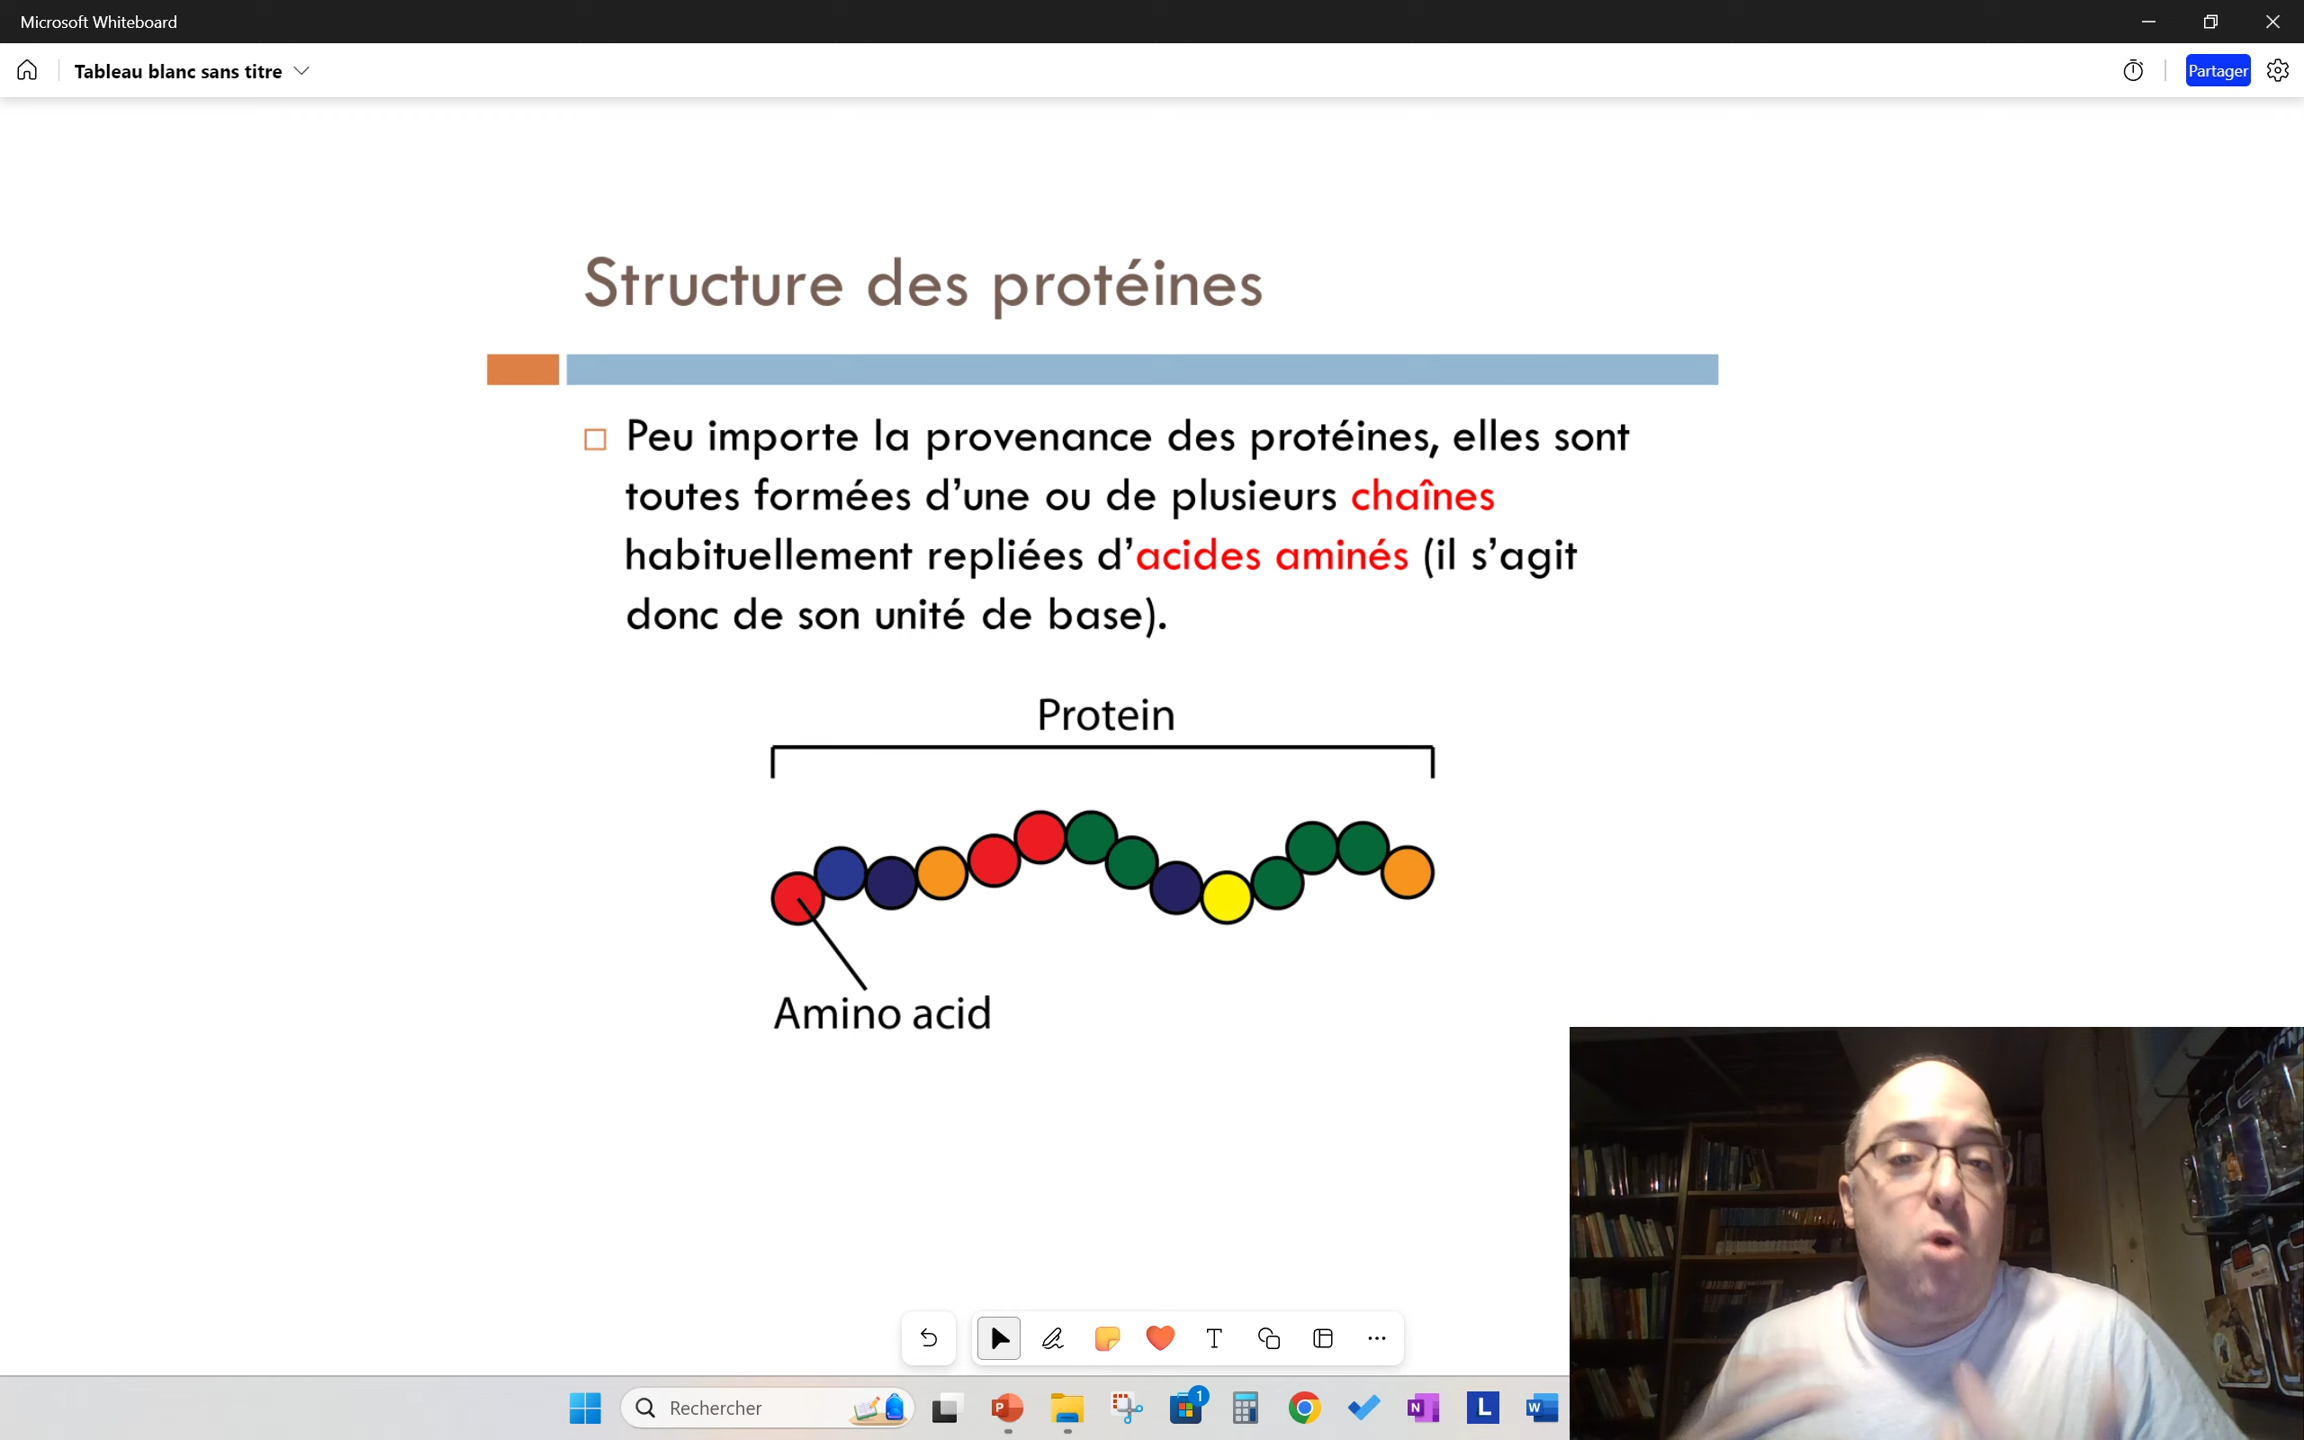 Microsoft Whiteboard
Tableau blanc sans titre
Partager
Structure des protéines
Peu importe la provenance des protéines, elles sont
toutes formées d’une ou de plusieurs chaînes
habituellement repliées d’acides aminés (il s’agit
donc de son unité de base).
Protein
Amino acid
T
Rechercher
P
1
N
L
W